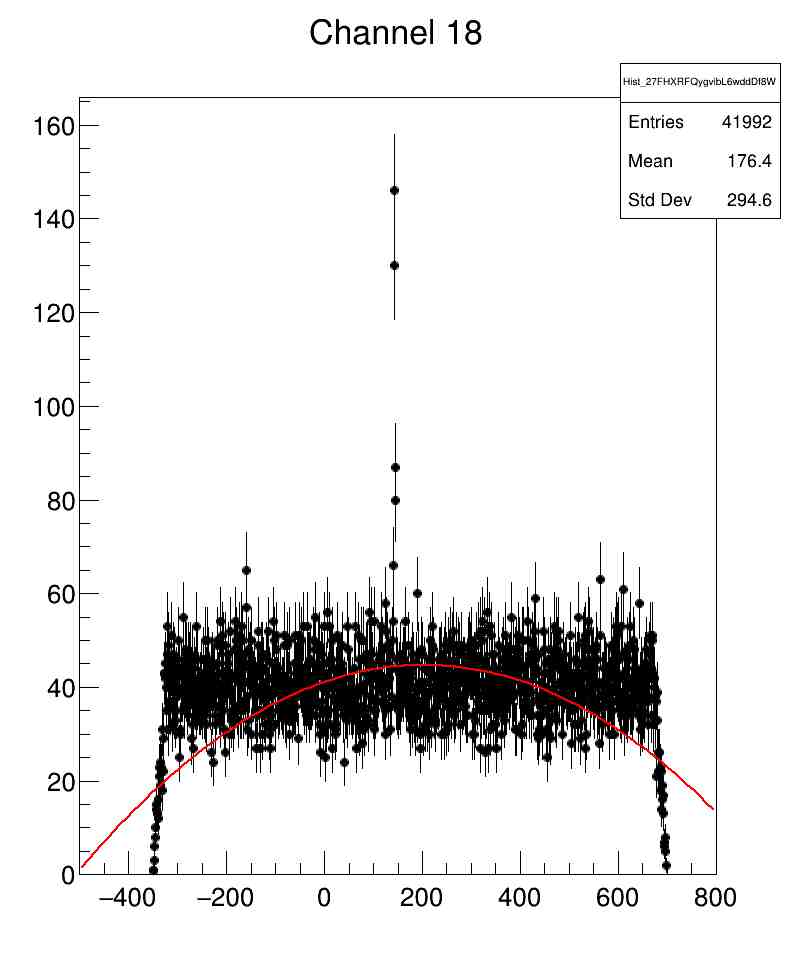 Channel 18
Hist_27FHXRFQygvibL6wddDf8W
Entries 41992
Mean 176.4
Std Dev 294.6
160
140
120
100
80
60
40
20
0
−400 −200 0 200 400 600 800